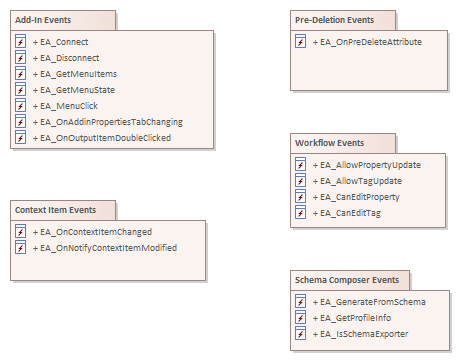 Add-In Events
+ EA_Connect
+ EA_Disconnect
+ EA_GetMenuItems
+ EA_GetMenuState
+ EA_MenuClick
+ EA_OnAddinPropertiesTabChanging
+ EA_OnOutputItemDoubleClicked
Context Item Events
+ EA_OnContextItemChanged
+ EA_OnNotifyContextItemModified
Pre-Deletion Events
+ EA_OnPreDeleteAttribute
Workflow Events
+ EA_AllowPropertyUpdate
+ EA_AllowTagUpdate
+ EA_CanEditProperty
+ EA_CanEditTag
Schema Composer Events
+ EA_GenerateFromSchema
+ EA_GetProfileInfo
+ EA_IsSchemaExporter